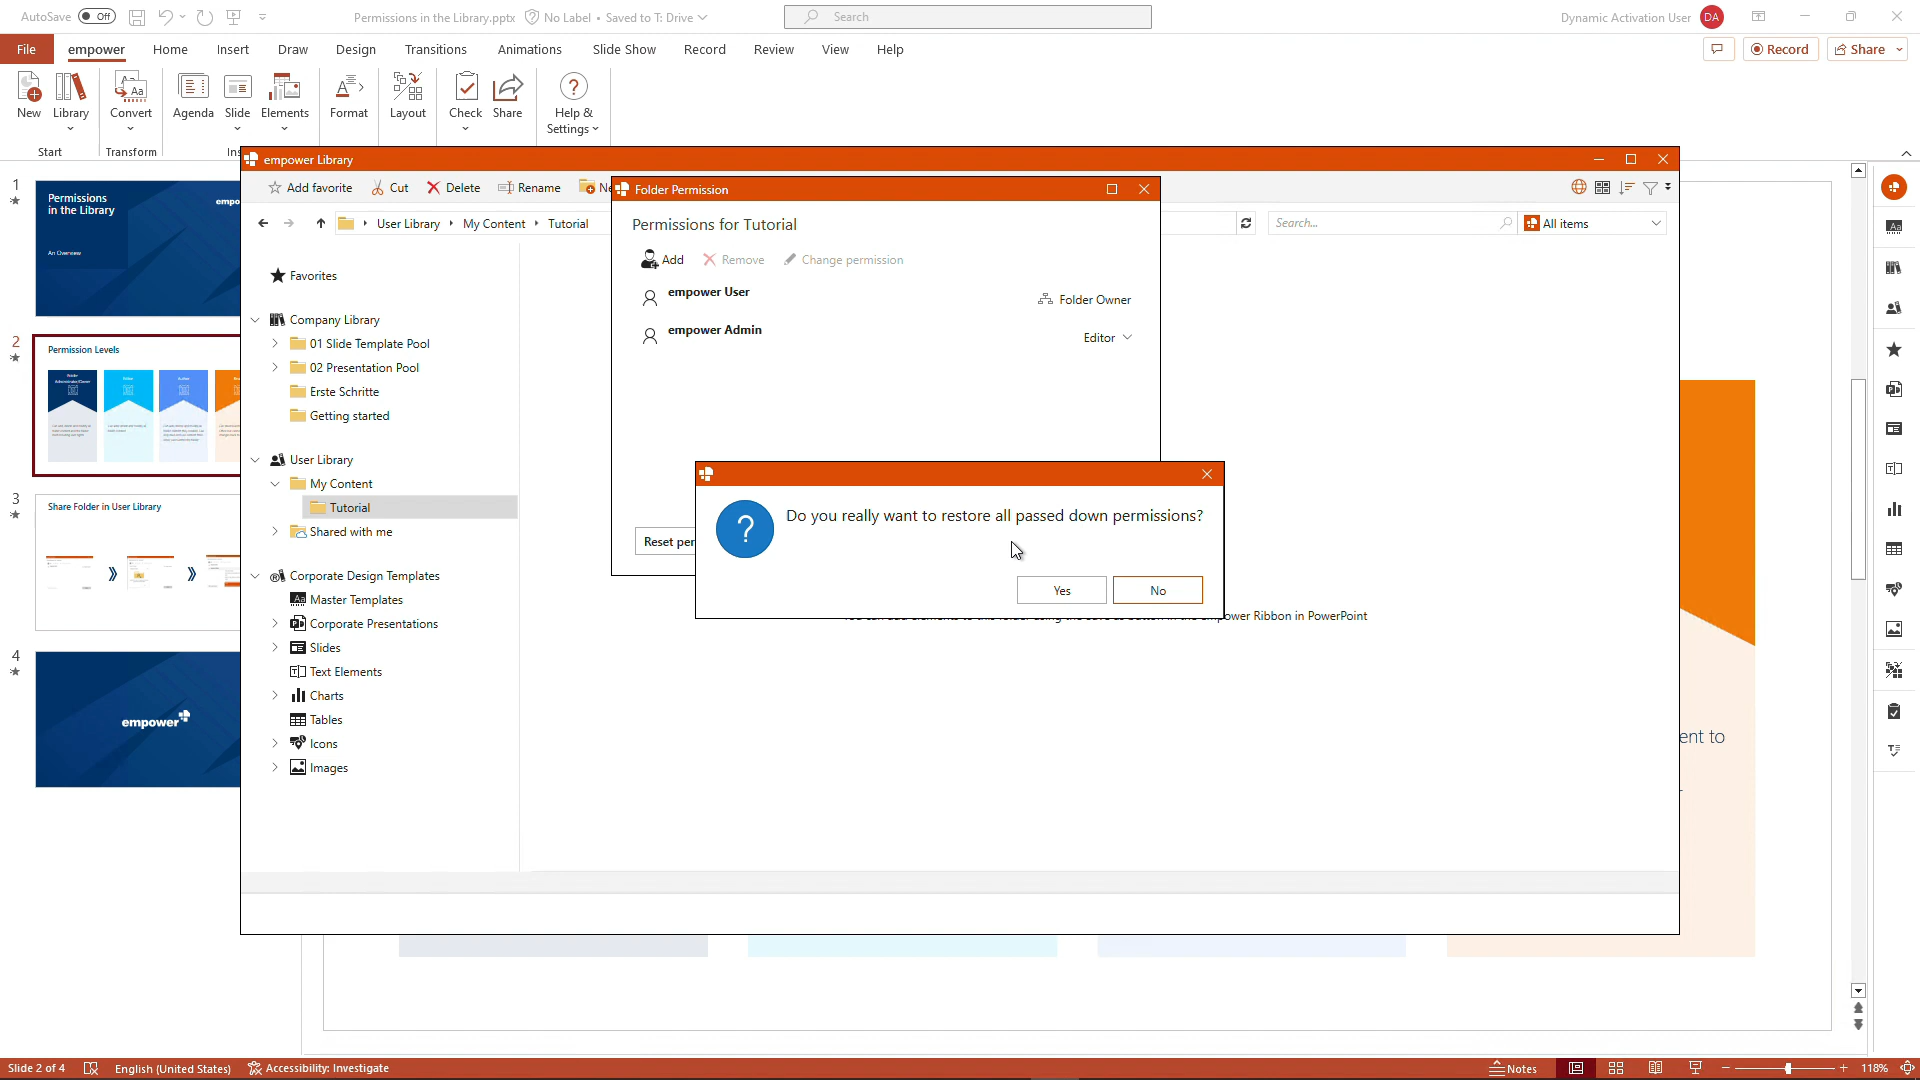 AutoSave Off Permissions in the Library.pptx No Label • Saved to T: Drive Search Dynamic Activation User DA
File empower Home Insert Draw Design Transitions Animations Slide Show Record Review View Help Record Share
New Library Convert Agenda Slide Elements Format Layout Check Share Help &
Settings
Start Transform Ins
empower Library
Add favorite Cut Delete Rename Ne
Folder Permission
User Library My Content Tutorial
Search... All items
Permissions for Tutorial
Add Remove Change permission
empower User
Folder Owner
empower Admin
Editor
Favorites
Company Library
01 Slide Template Pool
02 Presentation Pool
Erste Schritte
Getting started
User Library
My Content
Tutorial
Shared with me
Corporate Design Templates
Master Templates
Corporate Presentations
Slides
Text Elements
Charts
Tables
Icons
Images
Reset per
Do you really want to restore all passed down permissions?
Yes No
power Ribbon in PowerPoint
ent to
1
Permissions
in the Library
empo
An Overview
2
Permission Levels
3
Share Folder in User Library
4
empower
Slide 2 of 4 English (United States) Accessibility: Investigate Notes 118%